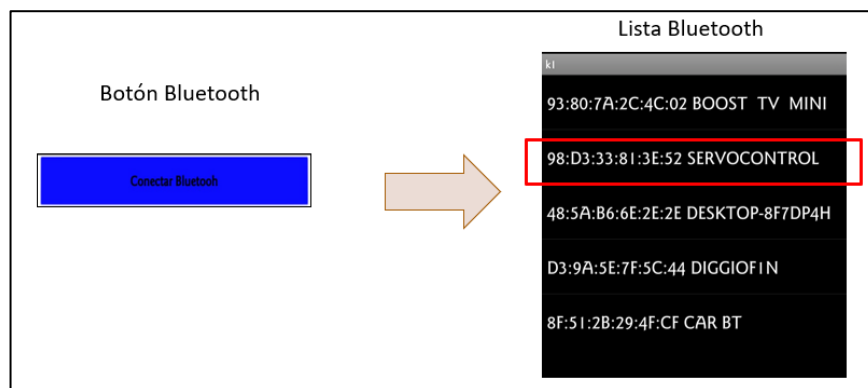 Lista Bluetooth
Botón Bluetooth
Conectar Bluetooh
k1
93:80:7A:2C:4C:02 BOOST TV MINI
98:D3:33:81:3E:52 SERVOCONTROL
48:5A:B6:6E:2E:2E DESKTOP-8F7DP4H
D3:9A:5E:7F:5C:44 DIGGIOF1N
8F:51:2B:29:4F:CF CAR BT